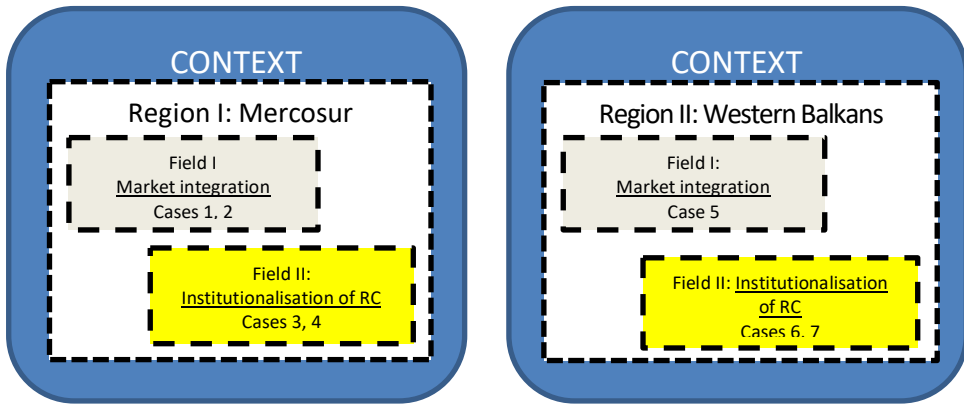 CONTEXT
Region I: Mercosur
Field I
Market integration
Cases 1, 2
Field II:
Institutionalisation of RC
Cases 3, 4
CONTEXT
Region II: Western Balkans
Field I:
Market integration
Case 5
Field II: Institutionalisation
of RC
Cases 6, 7